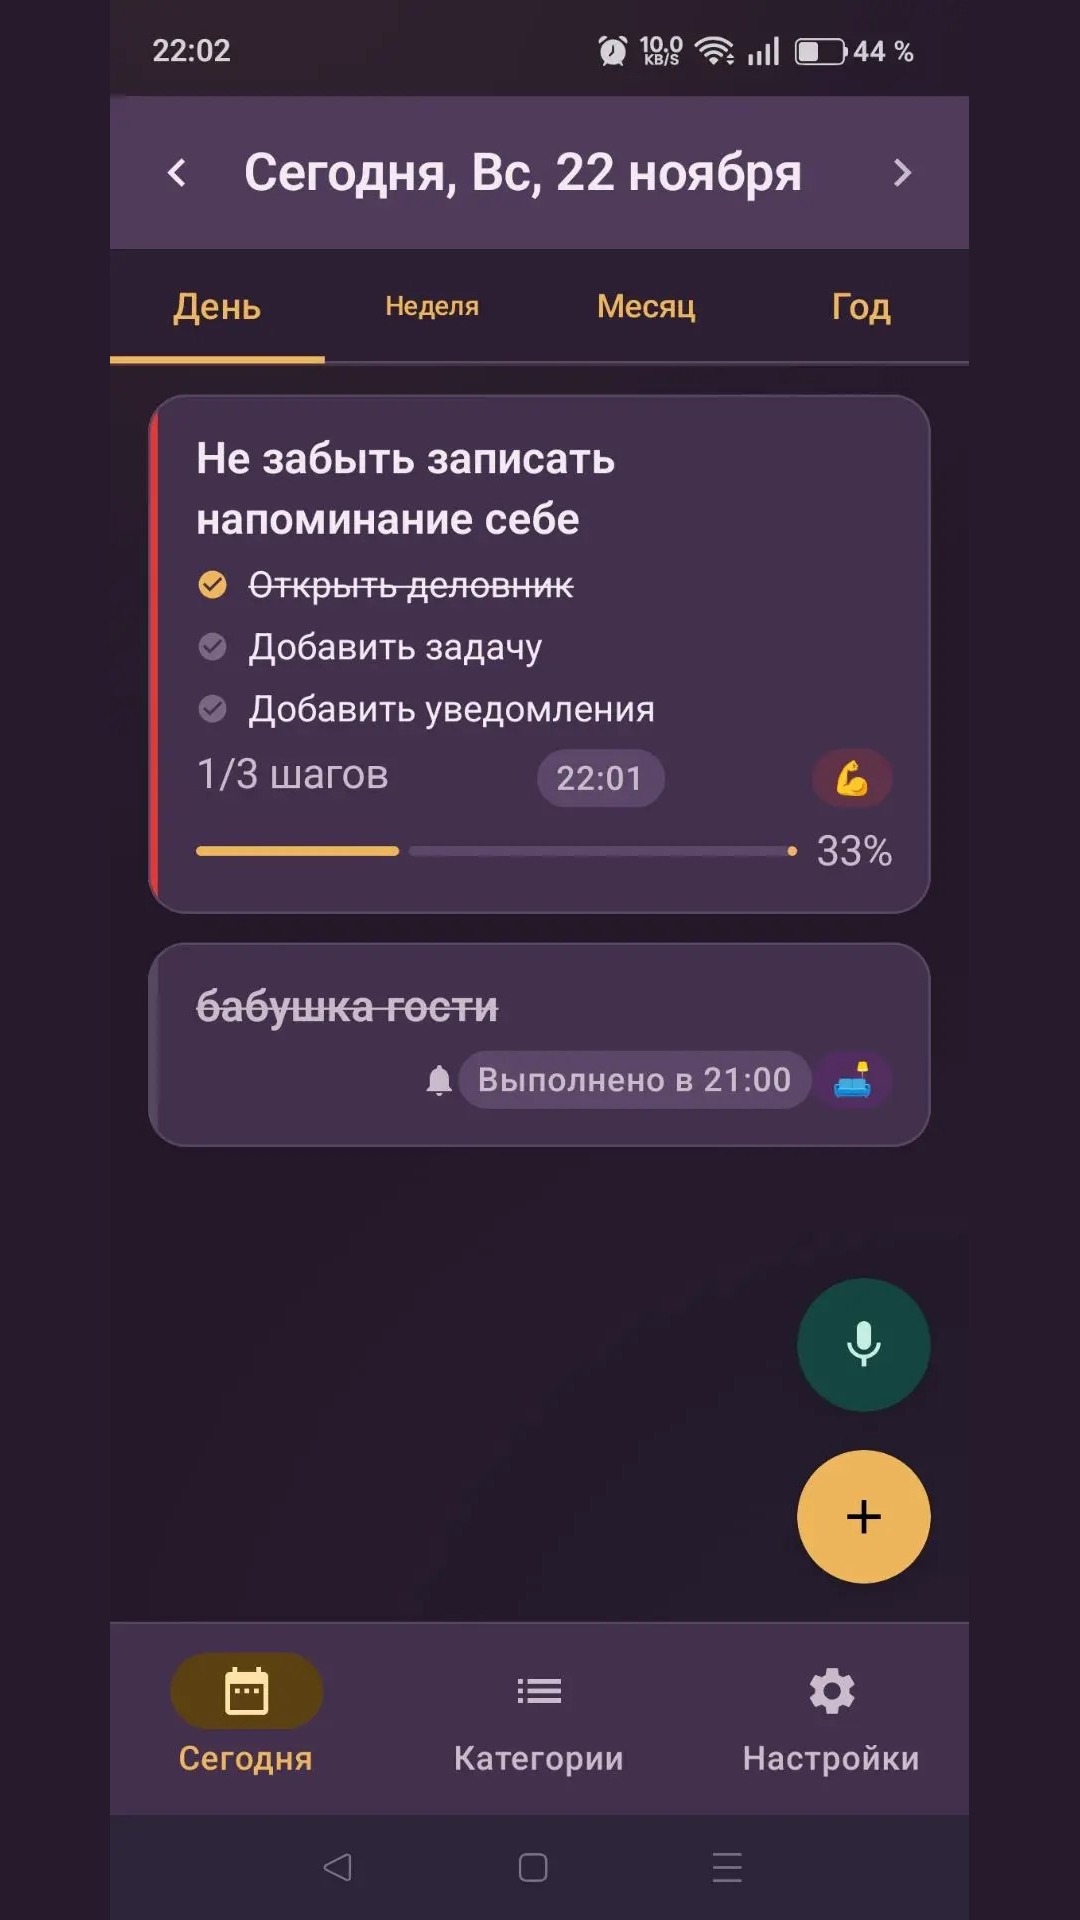 22:02
10.0
KB/S
44 %
Сегодня, Вс, 22 ноября
День
Неделя
Месяц
Год
Не забыть записать
напоминание себе
Открыть деловник
Добавить задачу
Добавить уведомления
1/3 шагов
22:01
33%
бабушка гости
Выполнено в 21:00
Сегодня
Категории
Настройки